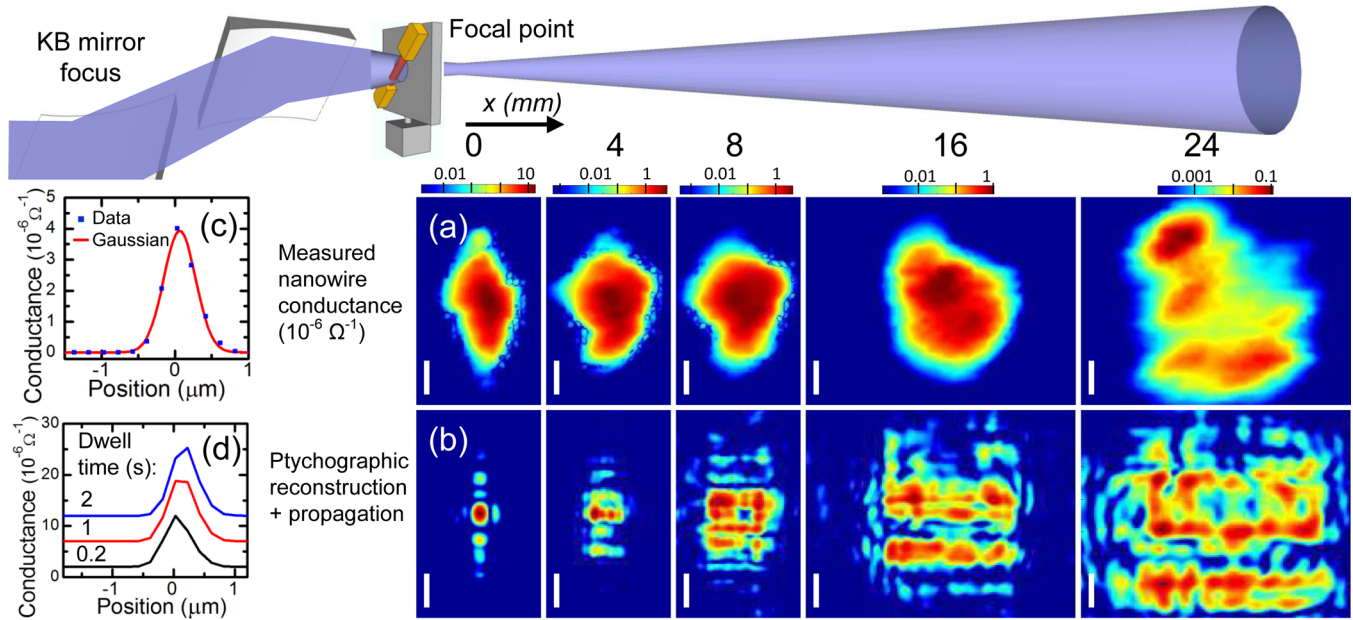 KB mirror
focus
Focal point
x (mm)
0 4 8 16 24
0.01 1 10
0.01 1
0.01 1
0.01 1
0.001 0.1
(c)
Data
Gaussian
Conductance (10⁻⁶ Ω⁻¹)
5
4
3
2
1
0
-1 0 1
Position (μm)
Measured
nanowire
conductance
(10⁻⁶ Ω⁻¹)
(a)
(d)
Dwell
time (s):
2
1
0.2
Conductance (10⁻⁶ Ω⁻¹)
30
20
10
0
-1 0 1
Position (μm)
Ptychographic
reconstruction
+ propagation
(b)